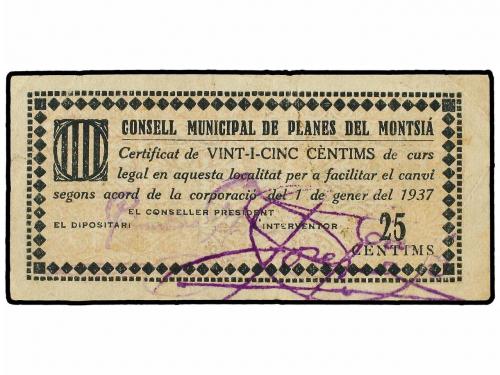 CONSELL MUNICIPAL DE PLANES DEL MONTSIÁ
Certificat de VINT-I-CINC CÈNTIMS de curs
legal en aquesta localitat per a facilitar el canvi
segons acord de la corporació del 1 de gener del 1937
EL CONSELLER PRESIDENT
EL DIPOSITARI INTERVENTOR 25
CÈNTIMS